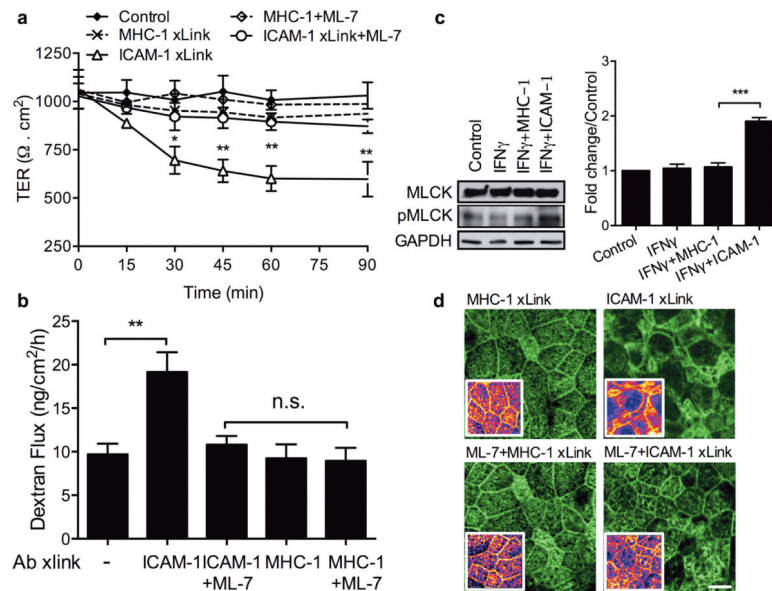 a
Control
MHC-1 xLink
ICAM-1 xLink
MHC-1+ML-7
ICAM-1 xLink+ML-7
TER (Ω . cm²)
1250
1000
750
500
250
*
**
**
**
0 15 30 45 60 75 90
Time (min)
b
Dextran Flux (ng/cm²/h)
25
20
15
10
5
0
**
n.s.
Ab xlink - ICAM-1 ICAM-1 MHC-1 MHC-1
+ML-7 +ML-7
c
Control
IFNγ
IFNγ+MHC-1
IFNγ+ICAM-1
MLCK
pMLCK
GAPDH
Fold change/Control
2
1
0
***
Control
IFNγ
IFNγ+MHC-1
IFNγ+ICAM-1
d
MHC-1 xLink
ICAM-1 xLink
ML-7+MHC-1 xLink
ML-7+ICAM-1 xLink